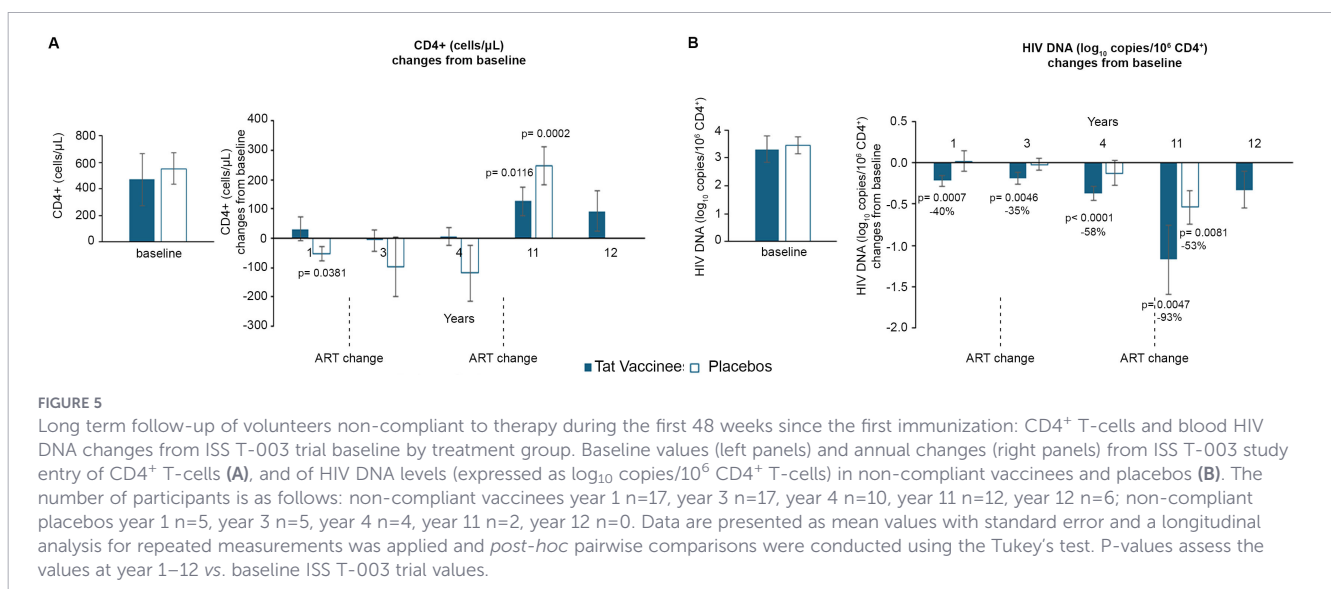 A
CD4+ (cells/µL)
changes from baseline
CD4+ (cells/µL)
800
600
400
200
0
baseline
CD4+ (cells/µL)
changes from baseline
400
300
200
100
0
-100
-200
-300
p= 0.0002
p= 0.0116
1
3
4
11
12
p= 0.0381
Years
ART change
ART change
B
HIV DNA (log₁₀ copies/10⁶ CD4⁺)
changes from baseline
HIV DNA (log₁₀ copies/10⁶ CD4⁺)
4
3
2
1
0
baseline
HIV DNA (log₁₀ copies/10⁶ CD4⁺)
changes from baseline
0.5
0.0
-0.5
-1.0
-1.5
-2.0
Years
1
3
4
11
12
p= 0.0007
-40%
p= 0.0046
-35%
p< 0.0001
-58%
p= 0.0081
-53%
p= 0.0047
-93%
ART change
ART change
Tat Vaccinees
Placebos
FIGURE 5
Long term follow-up of volunteers non-compliant to therapy during the first 48 weeks since the first immunization: CD4⁺ T-cells and blood HIV
DNA changes from ISS T-003 trial baseline by treatment group. Baseline values (left panels) and annual changes (right panels) from ISS T-003 study
entry of CD4⁺ T-cells (A), and of HIV DNA levels (expressed as log₁₀ copies/10⁶ CD4⁺ T-cells) in non-compliant vaccinees and placebos (B). The
number of participants is as follows: non-compliant vaccinees year 1 n=17, year 3 n=17, year 4 n=10, year 11 n=12, year 12 n=6; non-compliant
placebos year 1 n=5, year 3 n=5, year 4 n=4, year 11 n=2, year 12 n=0. Data are presented as mean values with standard error and a longitudinal
analysis for repeated measurements was applied and post-hoc pairwise comparisons were conducted using the Tukey's test. P-values assess the
values at year 1–12 vs. baseline ISS T-003 trial values.